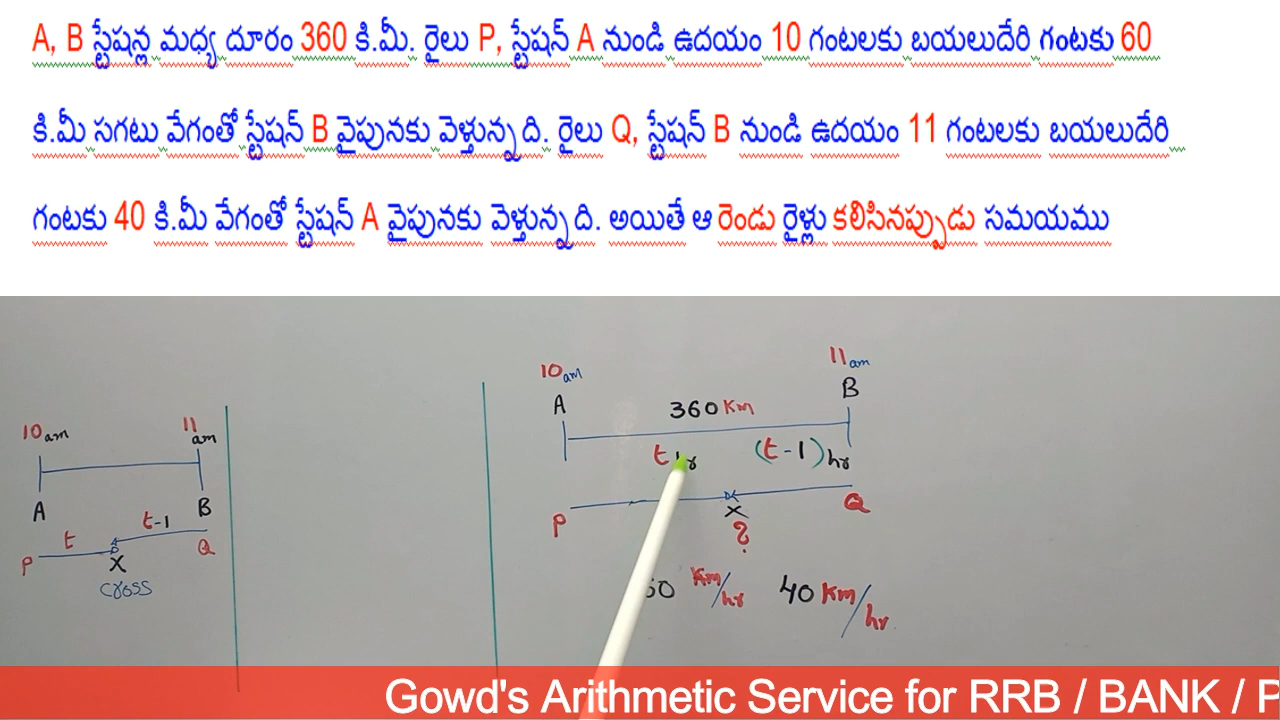 A, B స్టేషన్ల మధ్య దూరం 360 కి.మీ. రైలు P, స్టేషన్ A నుండి ఉదయం 10 గంటలకు బయలుదేరి గంటకు 60
కి.మీ సగటు వేగంతో స్టేషన్ B వైపునకు వెళ్తున్నది. రైలు Q, స్టేషన్ B నుండి ఉదయం 11 గంటలకు బయలుదేరి
గంటకు 40 కి.మీ వేగంతో స్టేషన్ A వైపునకు వెళ్తున్నది. అయితే ఆ రెండు రైళ్లు కలిసినప్పుడు సమయము
10 am 11 am
A B
t t-1
P X Q
cross
10 am 11 am
A B
360 Km
t hr (t-1) hr
P X Q
?
60 Km/hr 40 Km/hr
Gowd's Arithmetic Service for RRB / BANK / P